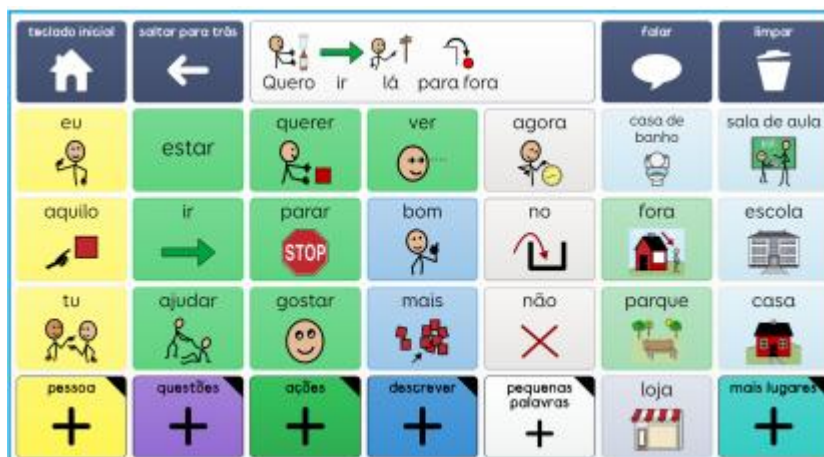 teclado inicial
saltar para trás
Quero ir lá para fora
falar
limpar
eu
estar
querer
ver
agora
casa de
banho
sala de aula
aquilo
ir
parar
STOP
bom
no
fora
escola
tu
ajudar
gostar
mais
não
parque
casa
pessoa
questões
ações
descrever
pequenas
palavras
loja
mais lugares